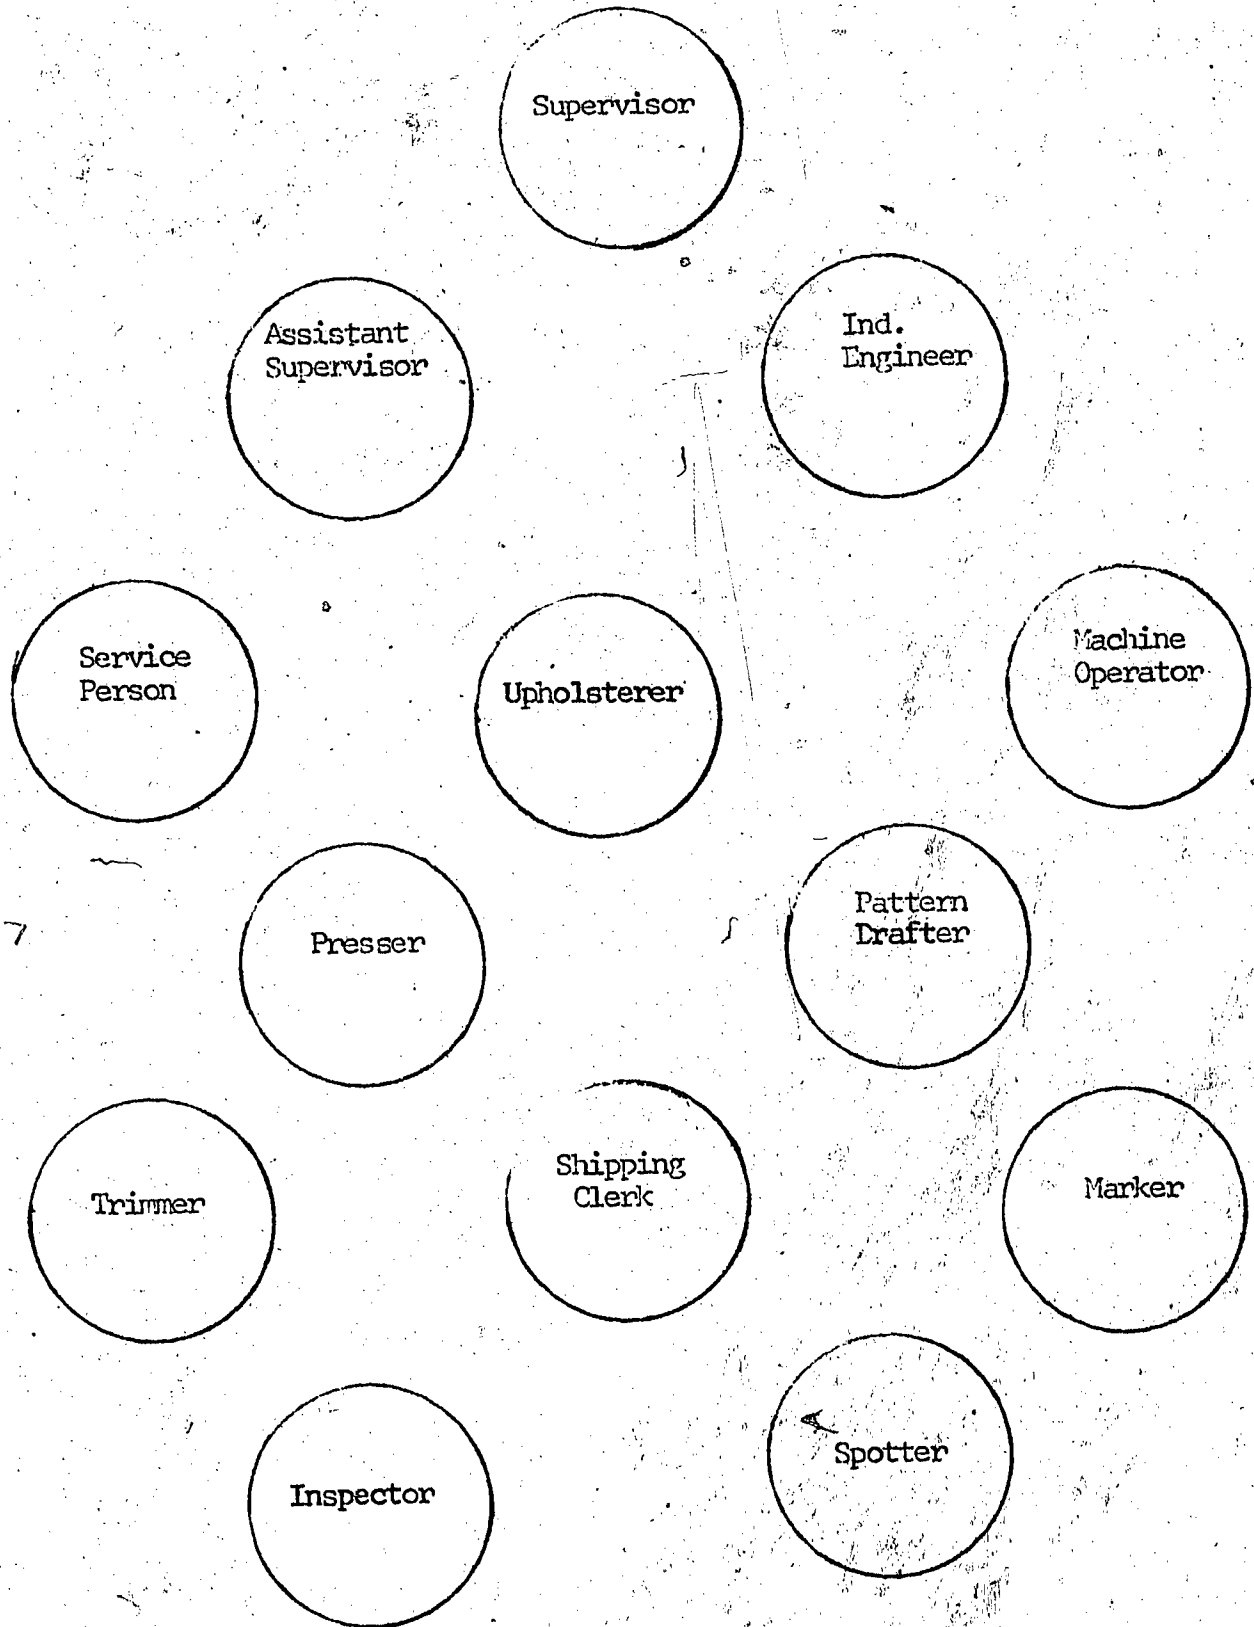 Supervisor
Assistant
Supervisor
Ind.
Engineer
Service
Person
Upholsterer
Machine
Operator
Presser
Pattern
Drafter
Trimmer
Shipping
Clerk
Marker
Inspector
Spotter